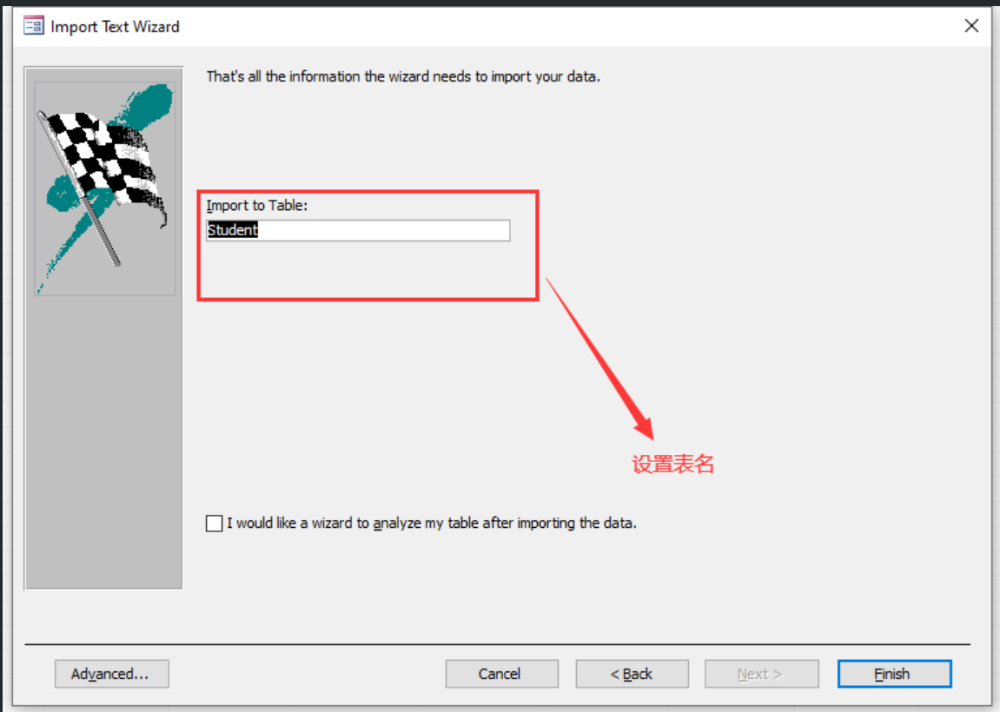 Import Text Wizard
That's all the information the wizard needs to import your data.
Import to Table:
Student
设置表名
I would like a wizard to analyze my table after importing the data.
Advanced...
Cancel
< Back
Next >
Finish